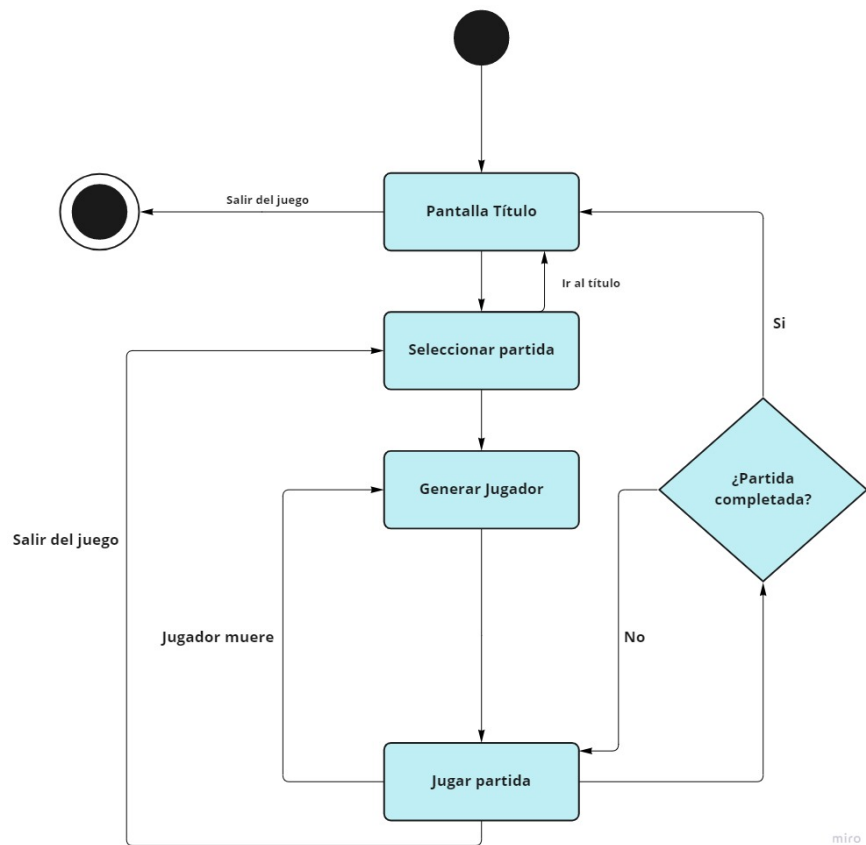 Salir del juego
Pantalla Título
Ir al título
Si
Seleccionar partida
¿Partida
completada?
Generar Jugador
Salir del juego
Jugador muere
No
Jugar partida
miro